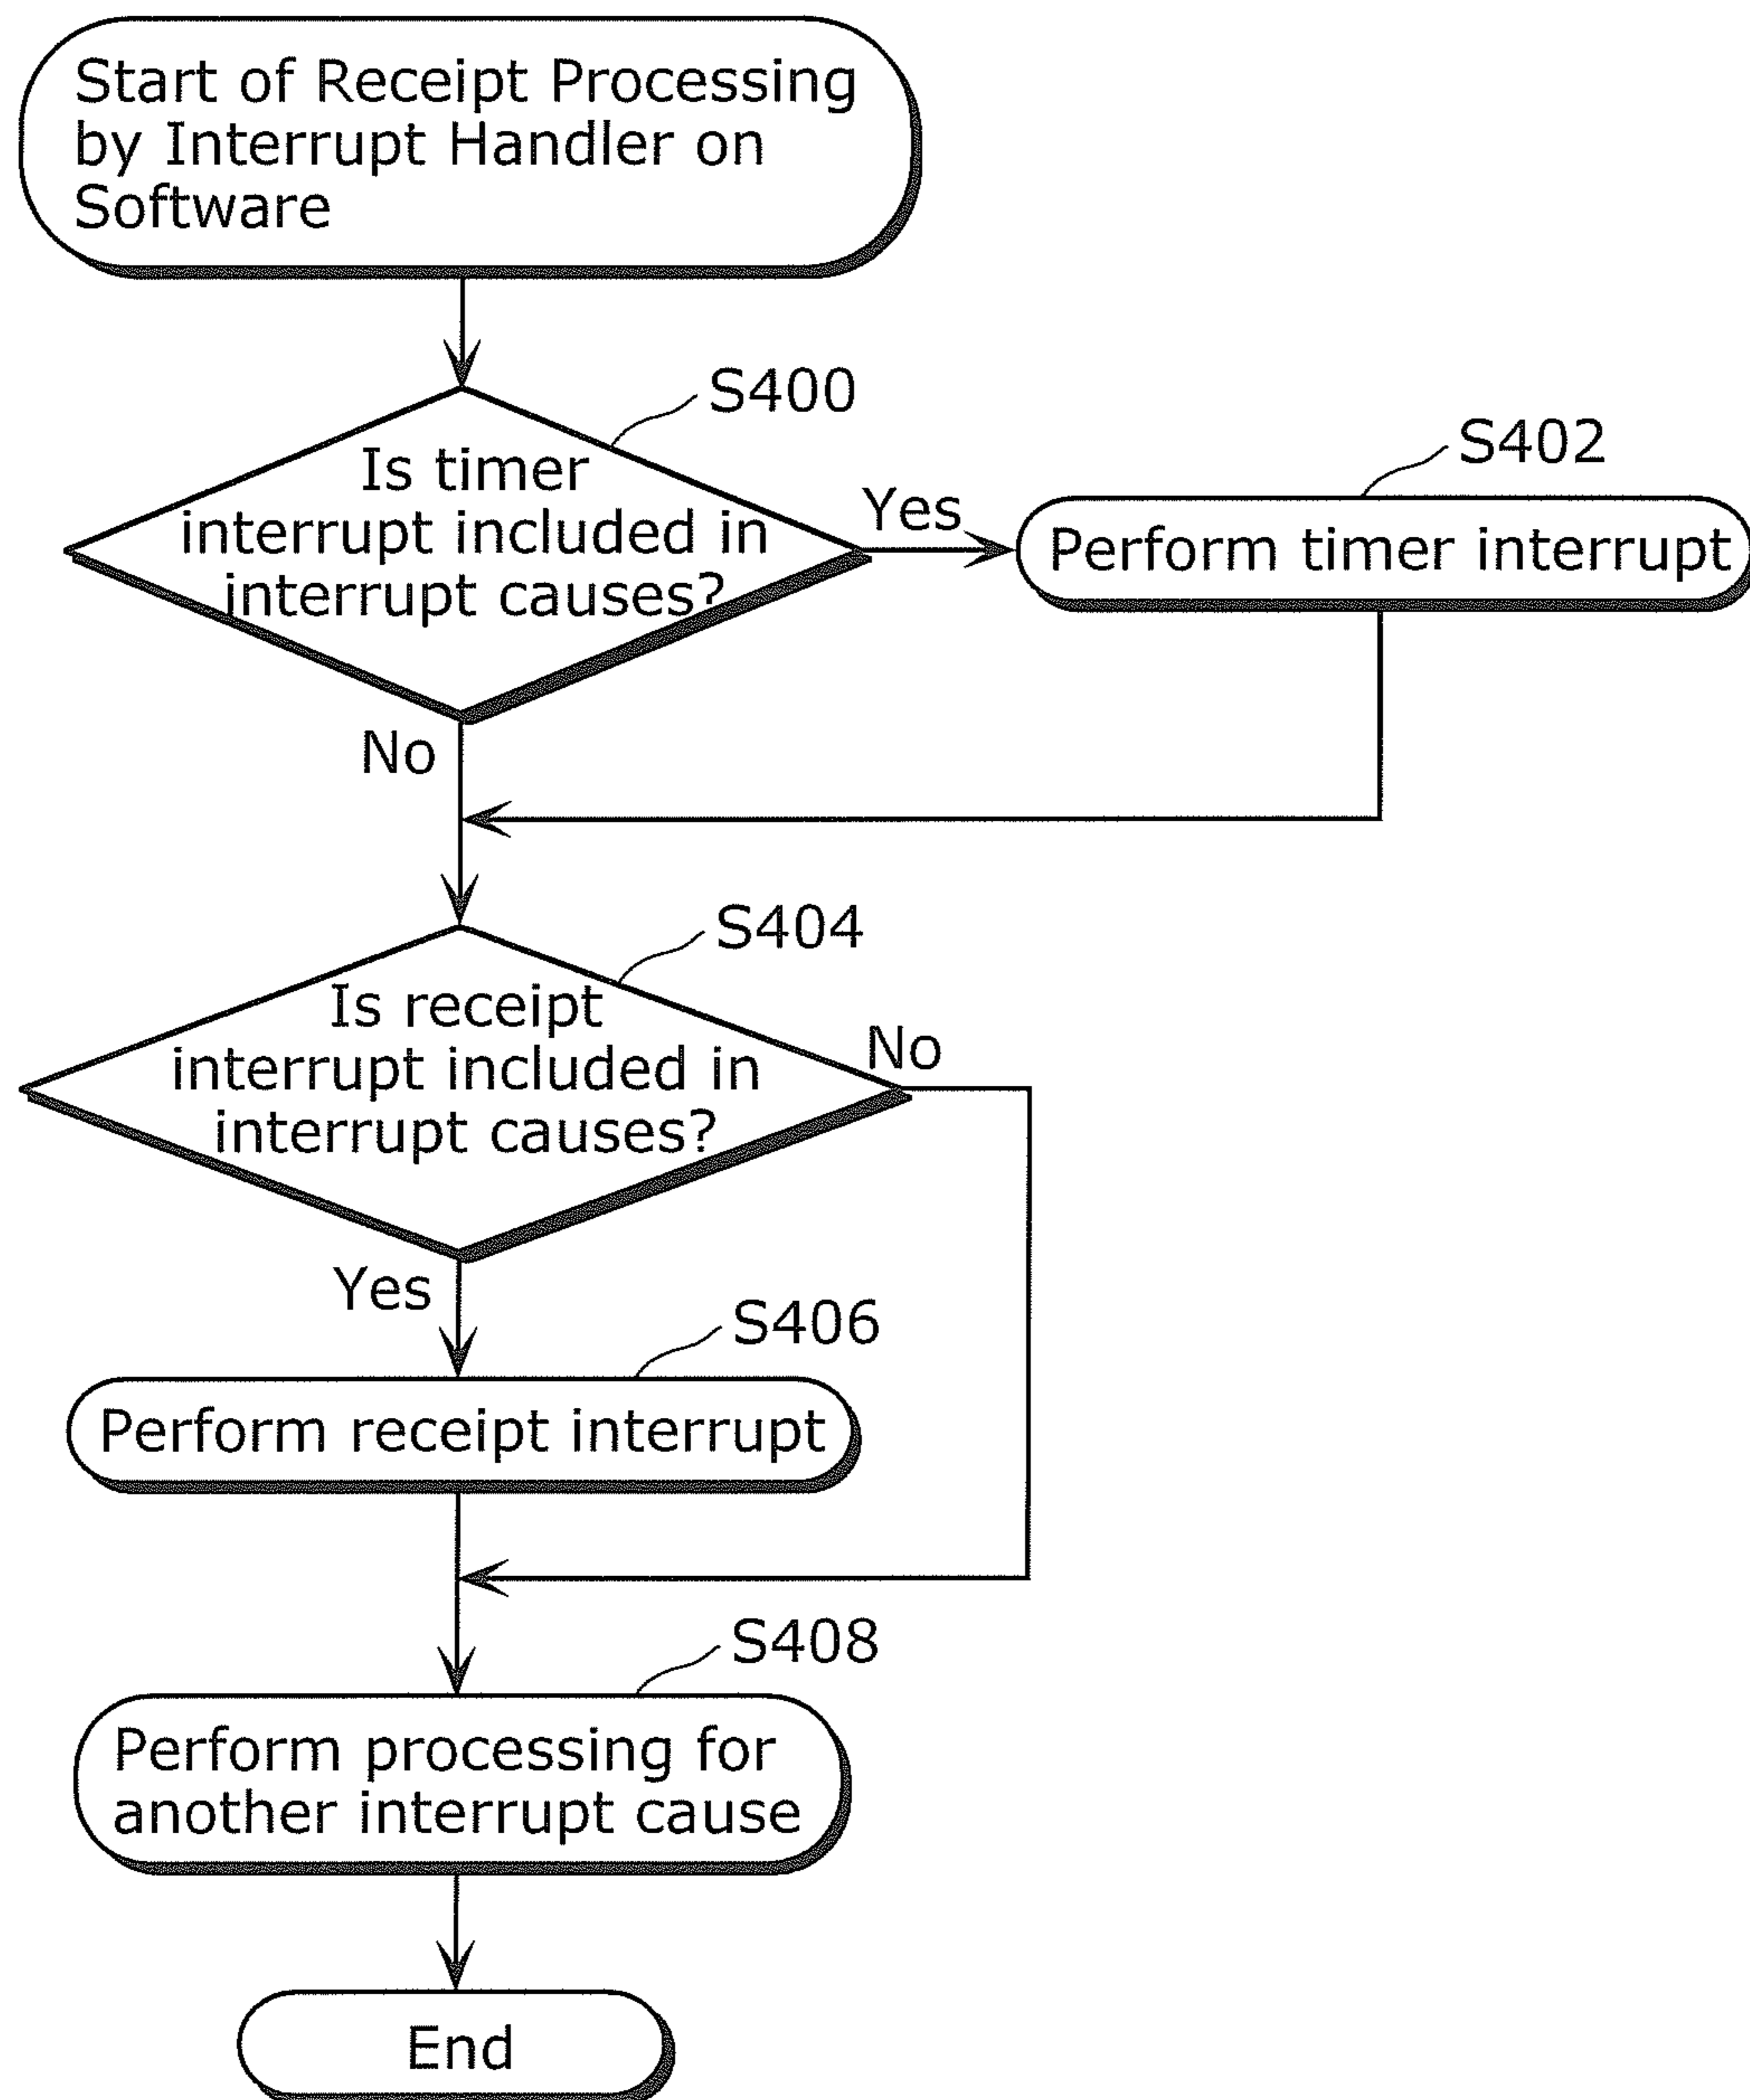 Start of Receipt Processing
by Interrupt Handler on
Software
S400
Is timer
interrupt included in
interrupt causes?
Yes
S402
Perform timer interrupt
No
S404
Is receipt
interrupt included in
interrupt causes?
No
Yes
S406
Perform receipt interrupt
S408
Perform processing for
another interrupt cause
End